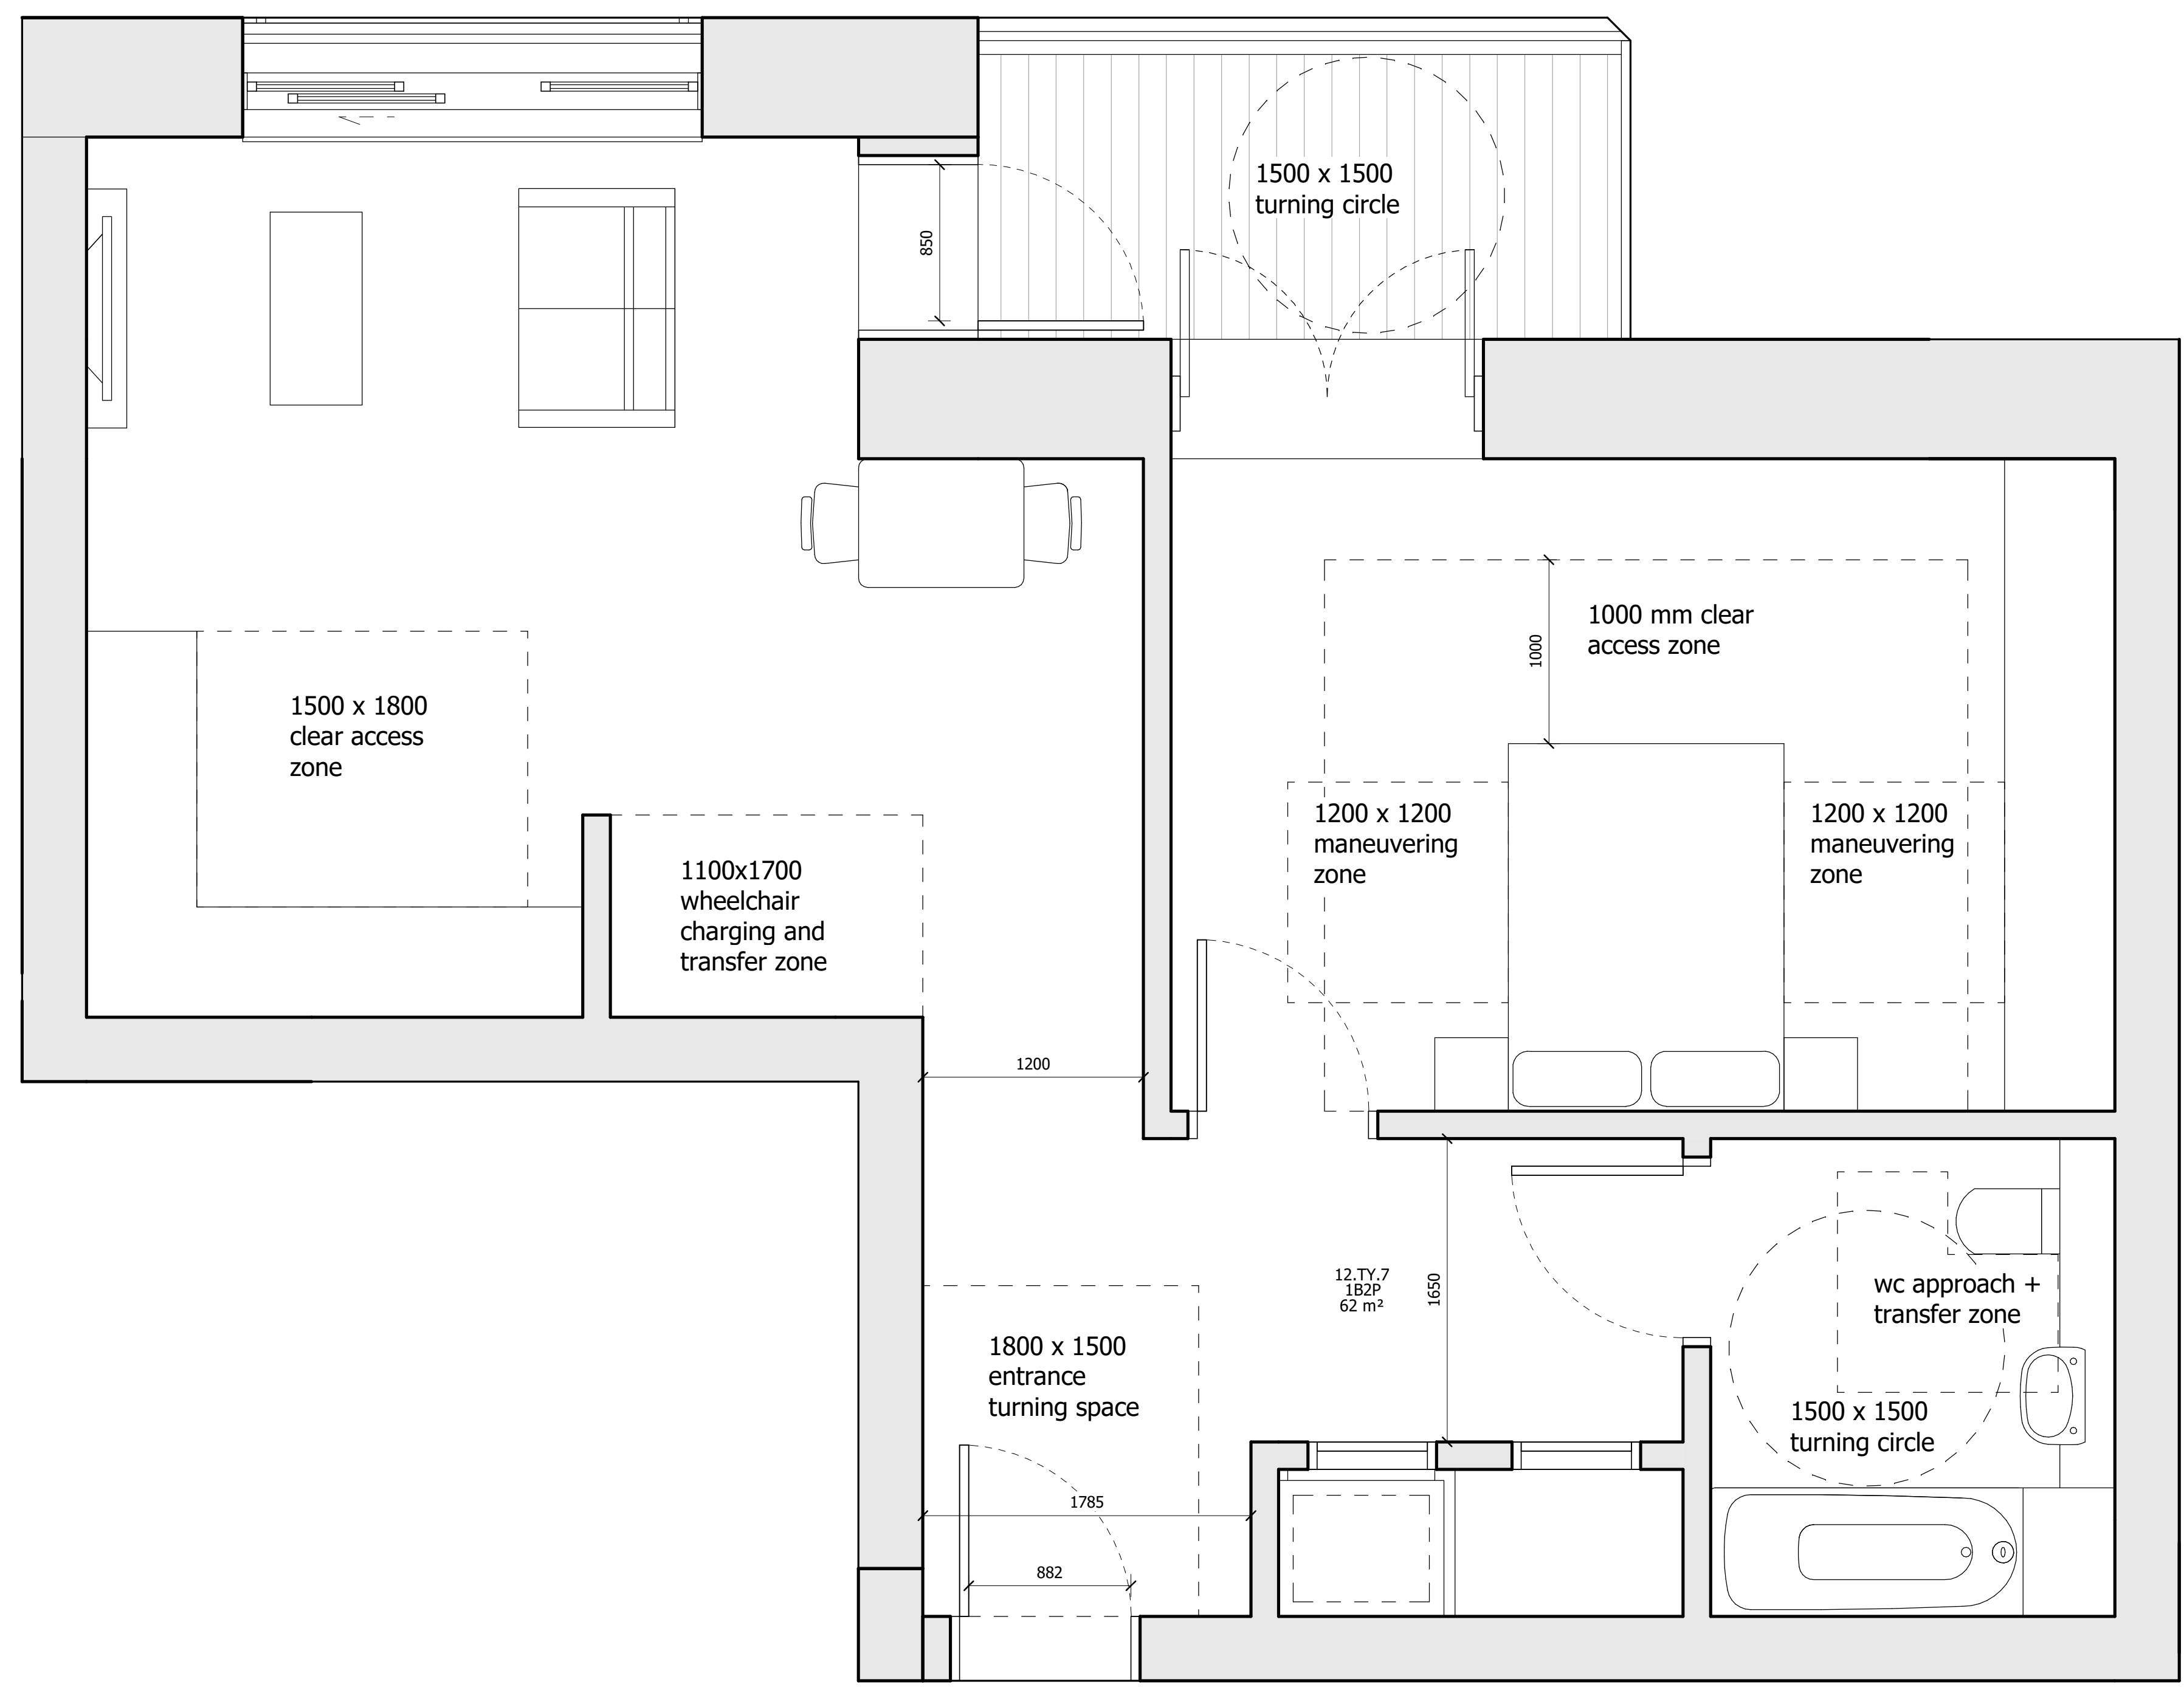 1500 x 1500
turning circle
850
1000 mm clear
access zone
1000
1500 x 1800
clear access
zone
1200 x 1200
maneuvering
zone
1200 x 1200
maneuvering
zone
1100x1700
wheelchair
charging and
transfer zone
1200
12.TY.7
1B2P
62 m²
1650
wc approach +
transfer zone
1800 x 1500
entrance
turning space
1500 x 1500
turning circle
1785
882